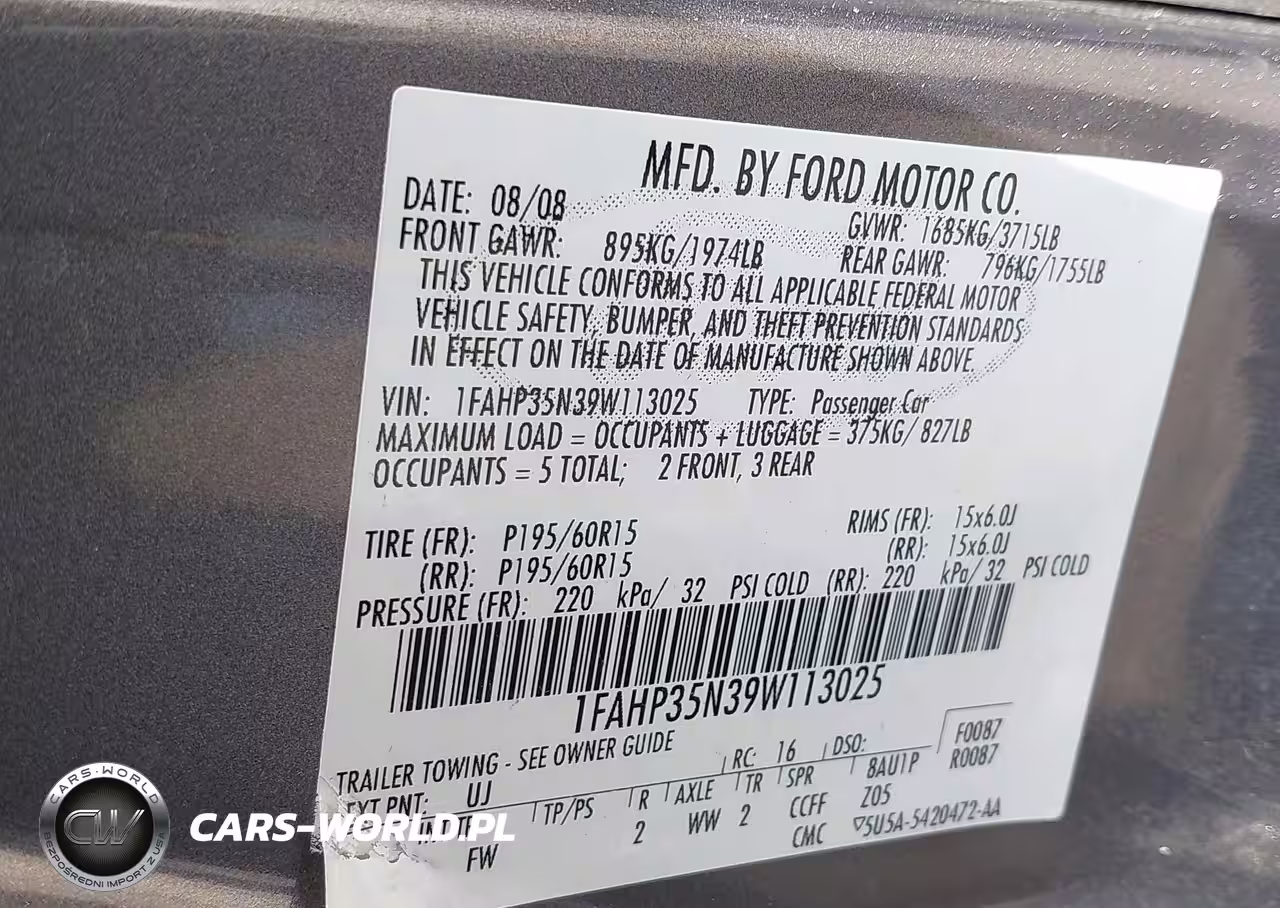 MFD. BY FORD MOTOR CO.
DATE: 08/08 GVWR: 1685KG/3715LB
FRONT GAWR: 895KG/1974LB REAR GAWR: 796KG/1755LB
THIS VEHICLE CONFORMS TO ALL APPLICABLE FEDERAL MOTOR
VEHICLE SAFETY, BUMPER, AND THEFT PREVENTION STANDARDS
IN EFFECT ON THE DATE OF MANUFACTURE SHOWN ABOVE.
VIN: 1FAHP35N39W113025 TYPE: Passenger Car
MAXIMUM LOAD = OCCUPANTS + LUGGAGE = 375KG/ 827LB
OCCUPANTS = 5 TOTAL; 2 FRONT, 3 REAR
TIRE (FR): P195/60R15 RIMS (FR): 15x6.0J
(RR): P195/60R15 (RR): 15x6.0J
PRESSURE (FR): 220 kPa/ 32 PSI COLD (RR): 220 kPa/ 32 PSI COLD
1FAHP35N39W113025
TRAILER TOWING - SEE OWNER GUIDE RC: 16 DSO: F0087
R0087
EXT PNT: UJ
TP/PS R AXLE TR SPR 8AU1P
FW 2 WW 2 CCFF Z05
CMC ▽5U5A-5420472-AA
CARS-WORLD
CW
BEZPOŚREDNI IMPORT Z USA
CARS-WORLD.PL